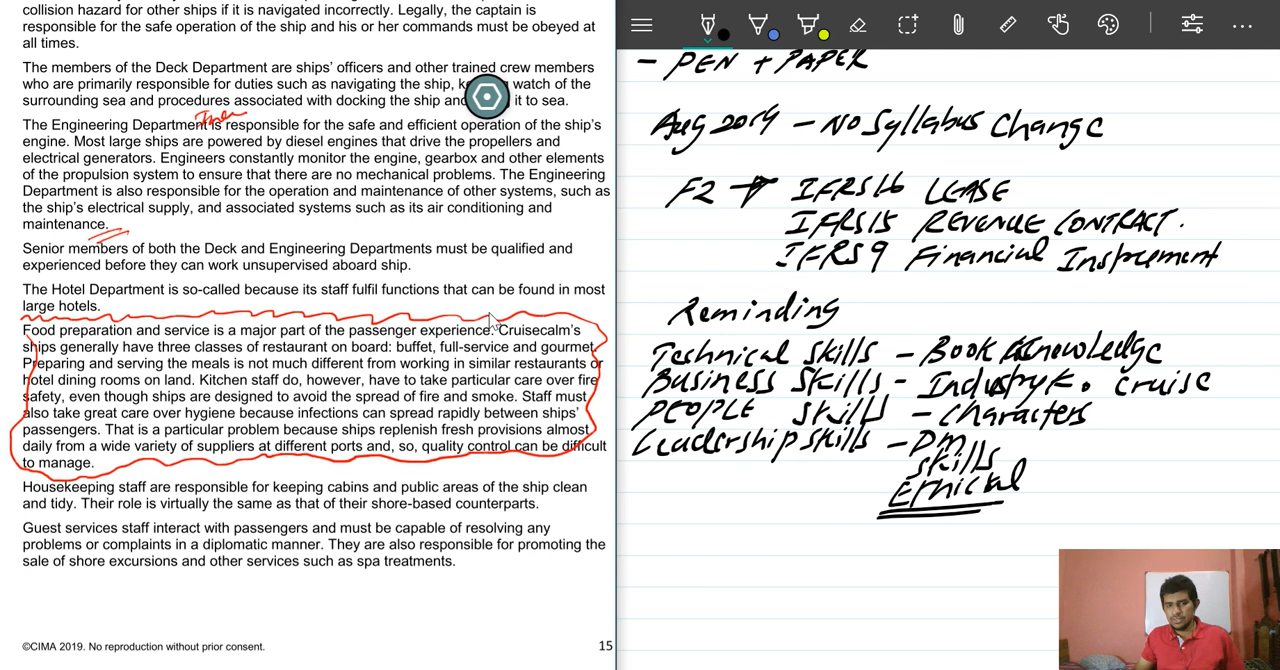 collision hazard for other ships if it is navigated incorrectly. Legally, the captain is
responsible for the safe operation of the ship and his or her commands must be obeyed at
all times.
The members of the Deck Department are ships' officers and other trained crew members
who are primarily responsible for duties such as navigating the ship, watch of the
surrounding sea and procedures associated with docking the ship and it to sea.
The Engineering Department is responsible for the safe and efficient operation of the ship's
engine. Most large ships are powered by diesel engines that drive the propellers and
electrical generators. Engineers constantly monitor the engine, gearbox and other elements
of the propulsion system to ensure that there are no mechanical problems. The Engineering
Department is also responsible for the operation and maintenance of other systems, such as
the ship's electrical supply, and associated systems such as its air conditioning and
maintenance.
Senior members of both the Deck and Engineering Departments must be qualified and
experienced before they can work unsupervised aboard ship.
The Hotel Department is so-called because its staff fulfil functions that can be found in most
large hotels.
Food preparation and service is a major part of the passenger experience. Cruisecalm's
ships generally have three classes of restaurant on board: buffet, full-service and gourmet.
Preparing and serving the meals is not much different from working in similar restaurants or
hotel dining rooms on land. Kitchen staff do, however, have to take particular care over fire
safety, even though ships are designed to avoid the spread of fire and smoke. Staff must
also take great care over hygiene because infections can spread rapidly between ships'
passengers. That is a particular problem because ships replenish fresh provisions almost
daily from a wide variety of suppliers at different ports and, so, quality control can be difficult
to manage.
Housekeeping staff are responsible for keeping cabins and public areas of the ship clean
and tidy. Their role is virtually the same as that of their shore-based counterparts.
Guest services staff interact with passengers and must be capable of resolving any
problems or complaints in a diplomatic manner. They are also responsible for promoting the
sale of shore excursions and other services such as spa treatments.
©CIMA 2019. No reproduction without prior consent.
15
- PEN + PAPER
Aug 2019 - No Syllabus Change
F2 → IFRS16 LEASE
IFRS15 REVENUE CONTRACT.
IFRS9 Financial Instrument
Reminding
Technical Skills - Book Knowledge
Business Skills - Industry K. Cruise
PEOPLE Skills - Characters
Leadership Skills - DM
Skills
Ethical